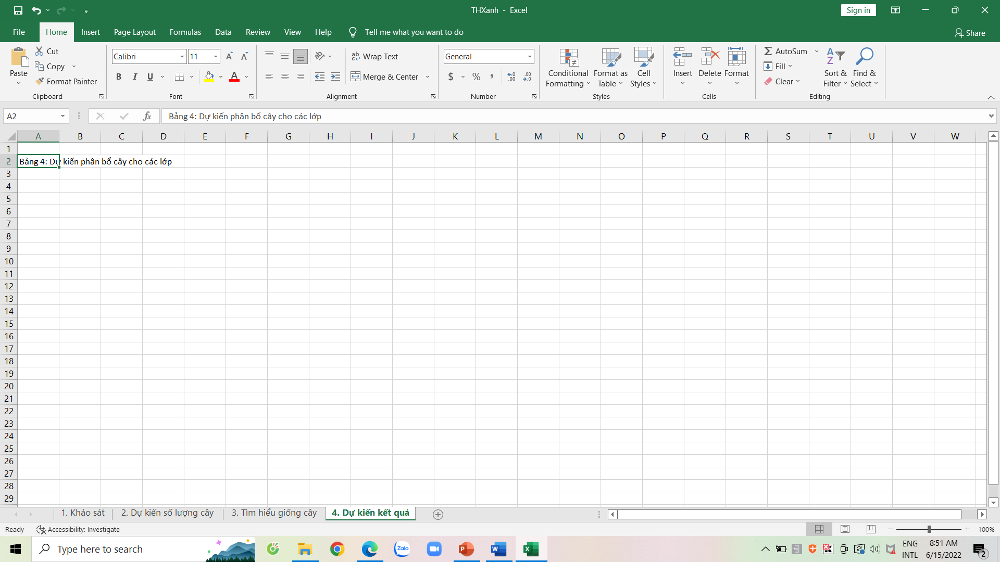 THXanh - Excel
Sign in
File Home Insert Page Layout Formulas Data Review View Help Tell me what you want to do Share
Paste Cut Copy Format Painter Clipboard
Calibri 11 B I U A Font
Wrap Text Merge & Center Alignment
General $ % , Number
Conditional Formatting Format as Table Cell Styles Styles
Insert Delete Format Cells
AutoSum Fill Clear Sort & Filter Find & Select Editing
A2 fx Bảng 4: Dự kiến phân bổ cây cho các lớp
A B C D E F G H I J K L M N O P Q R S T U V W
1
2 Bảng 4: Dự kiến phân bổ cây cho các lớp
3
4
5
6
7
8
9
10
11
12
13
14
15
16
17
18
19
20
21
22
23
24
25
26
27
28
29
1. Khảo sát 2. Dự kiến số lượng cây 3. Tìm hiểu giống cây 4. Dự kiến kết quả
Ready Accessibility: Investigate 100%
Type here to search Zalo ENG INTL 8:51 AM 6/15/2022 2